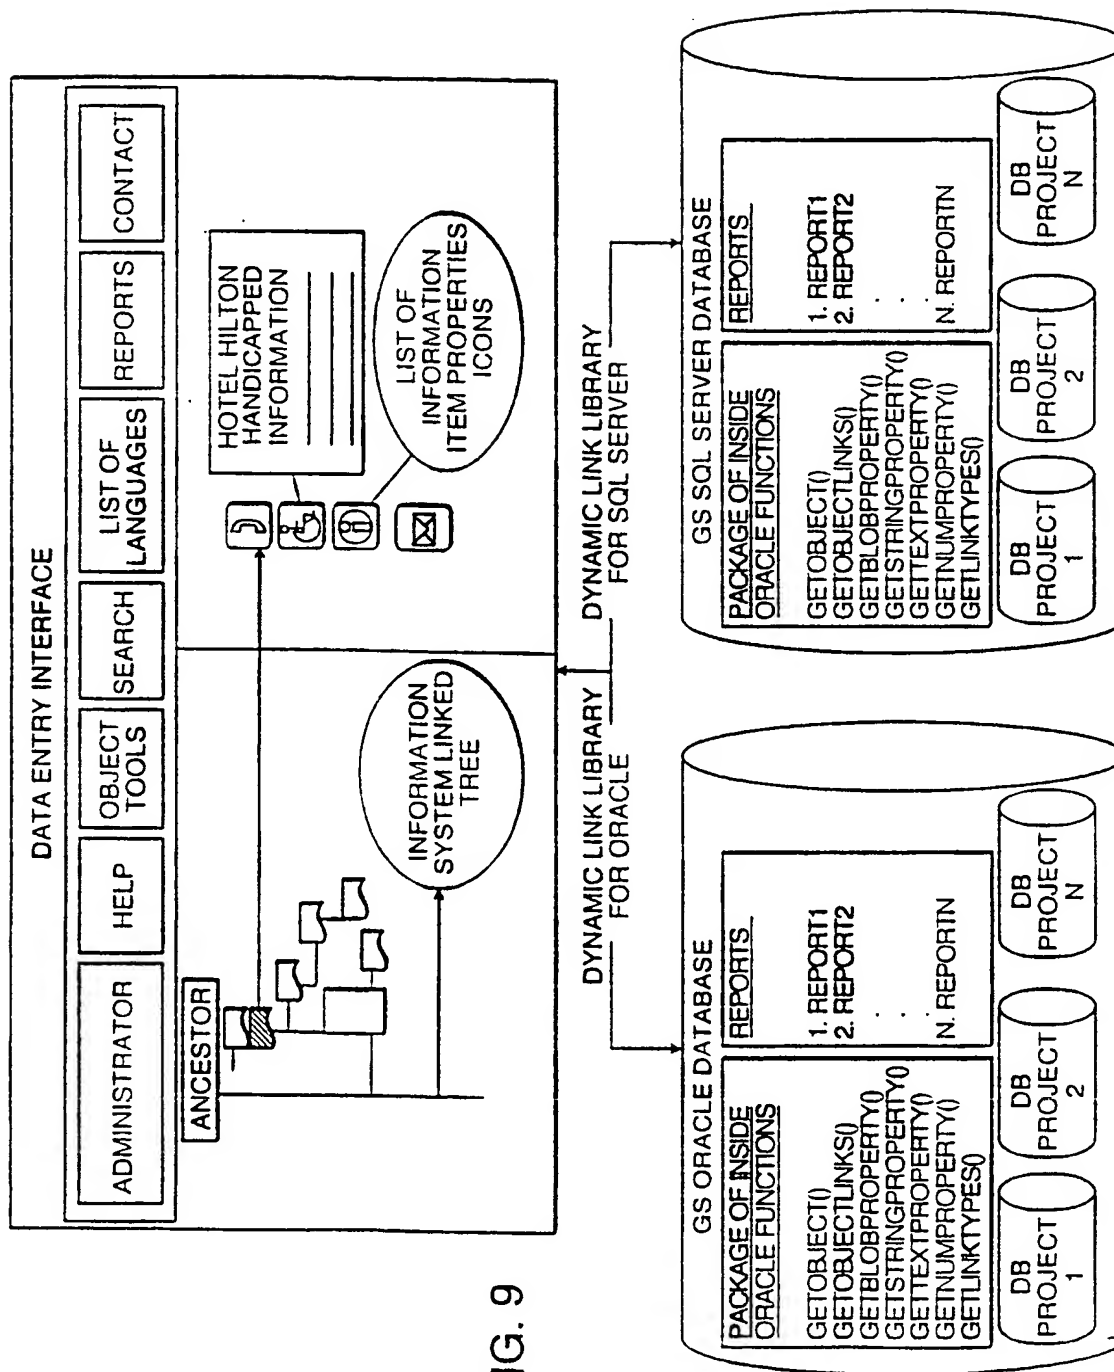 DATA ENTRY INTERFACE
ADMINISTRATOR
HELP
OBJECT
TOOLS
SEARCH
LIST OF
LANGUAGES
REPORTS
CONTACT
ANCESTOR
INFORMATION
SYSTEM LINKED
TREE
HOTEL HILTON
HANDICAPPED
INFORMATION
LIST OF
INFORMATION
ITEM PROPERTIES
ICONS
DYNAMIC LINK LIBRARY
FOR ORACLE
DYNAMIC LINK LIBRARY
FOR SQL SERVER
GS ORACLE DATABASE
PACKAGE OF INSIDE
ORACLE FUNCTIONS
GETOBJECT()
GETOBJECTLINKS()
GETBLOBPROPERTY()
GETSTRINGPROPERTY()
GETTEXTPROPERTY()
GETNUMPROPERTY()
GETLINKTYPES()
REPORTS
1. REPORT1
2. REPORT2
.
.
N. REPORTN
DB
PROJECT
1
DB
PROJECT
2
DB
PROJECT
N
GS SQL SERVER DATABASE
PACKAGE OF INSIDE
ORACLE FUNCTIONS
GETOBJECT()
GETOBJECTLINKS()
GETBLOBPROPERTY()
GETSTRINGPROPERTY()
GETTEXTPROPERTY()
GETNUMPROPERTY()
GETLINKTYPES()
REPORTS
1. REPORT1
2. REPORT2
.
.
N. REPORTN
DB
PROJECT
1
DB
PROJECT
2
DB
PROJECT
N
IG. 9